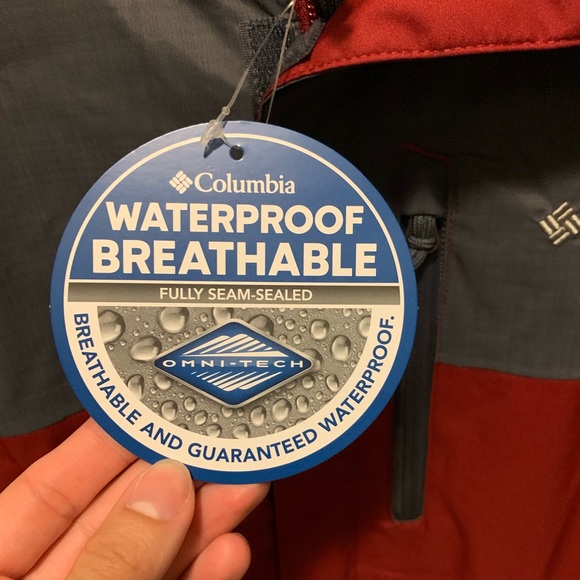 Columbia
WATERPROOF
BREATHABLE
FULLY SEAM-SEALED
OMNI-TECH
BREATHABLE AND GUARANTEED WATERPROOF.